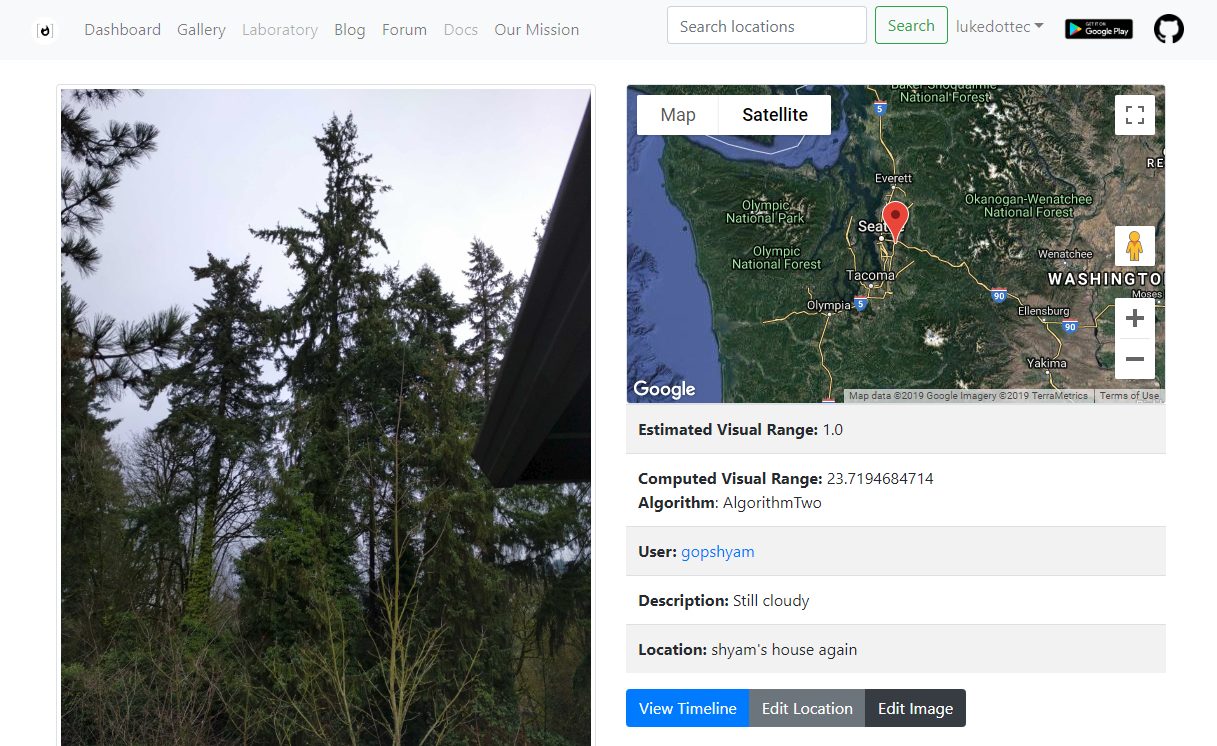 Dashboard Gallery Laboratory Blog Forum Docs Our Mission
Search locations
Search
lukedottec
GET IT ON
Google Play
Map Satellite
National Forest
5
Everett
Olympic
National Park
Okanogan-Wenatchee
National Forest
Olympic
National Forest
Wenatchee
Tacoma
90
Moses
Olympia
5
Ellensburg
90
Yakima
Google
Map data ©2019 Google Imagery ©2019 TerraMetrics
Terms of Use
Estimated Visual Range: 1.0
Computed Visual Range: 23.7194684714
Algorithm: AlgorithmTwo
User: gopshyam
Description: Still cloudy
Location: shyam's house again
View Timeline
Edit Location
Edit Image